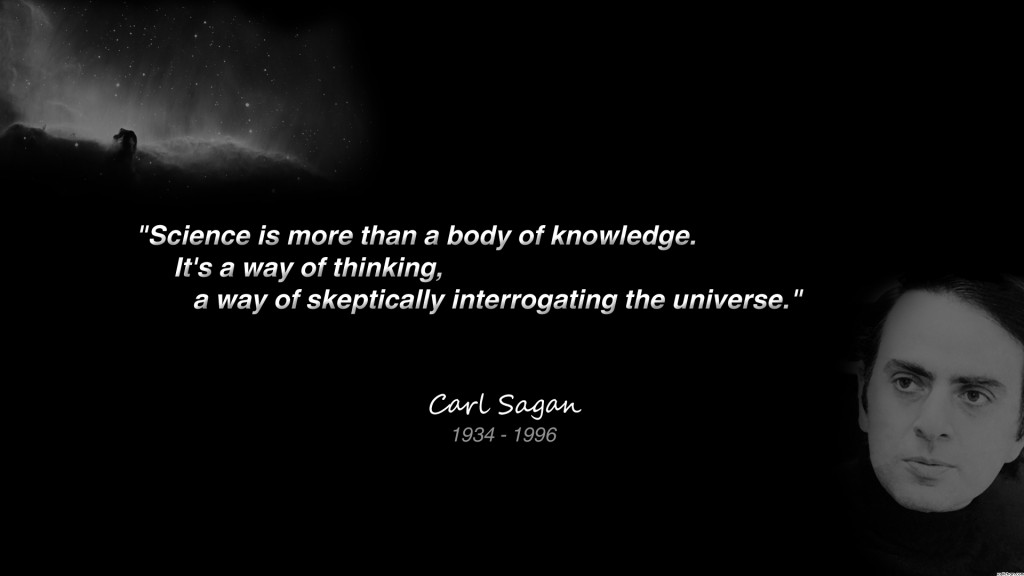 "Science is more than a body of knowledge.
It's a way of thinking,
a way of skeptically interrogating the universe."
Carl Sagan
1934 - 1996